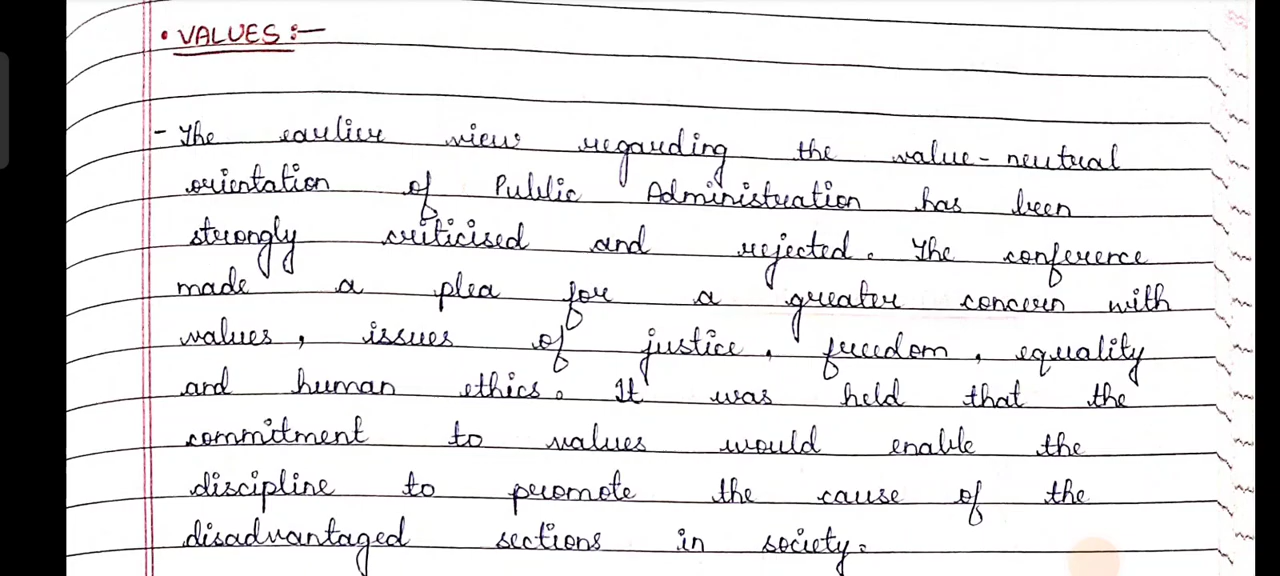 • VALUES :-
- The earlier view regarding the value-neutral
orientation of Public Administration has been
strongly criticised and rejected. The conference
made a plea for a greater concern with
values, issues of justice, freedom, equality
and human ethics. It was held that the
commitment to values would enable the
discipline to promote the cause of the
disadvantaged sections in society.